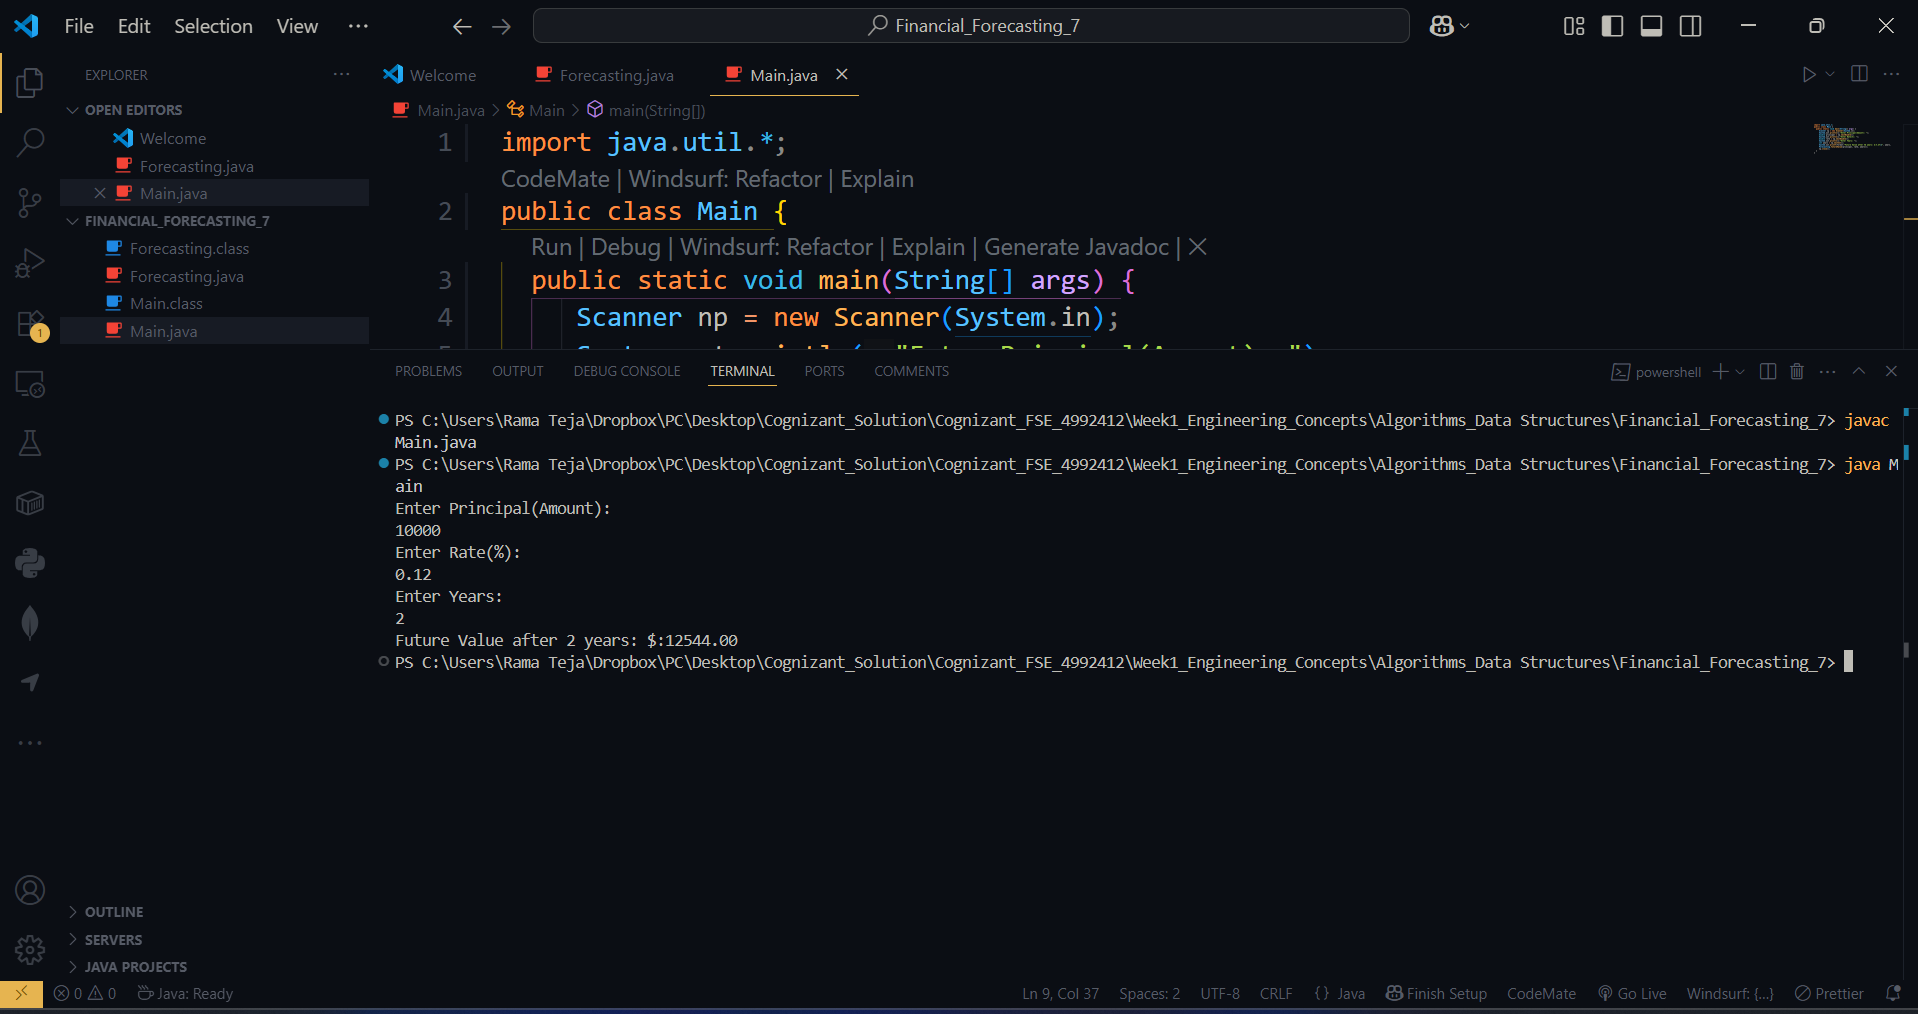 File Edit Selection View ··· Financial_Forecasting_7
EXPLORER ···
OPEN EDITORS
Welcome
Forecasting.java
Main.java
FINANCIAL_FORECASTING_7
Forecasting.class
Forecasting.java
Main.class
Main.java
1
OUTLINE
SERVERS
JAVA PROJECTS
Welcome Forecasting.java Main.java
Main.java > Main > main(String[])
1 import java.util.*;
CodeMate | Windsurf: Refactor | Explain
2 public class Main {
Run | Debug | Windsurf: Refactor | Explain | Generate Javadoc | ×
3 public static void main(String[] args) {
4 Scanner np = new Scanner(System.in);
PROBLEMS OUTPUT DEBUG CONSOLE TERMINAL PORTS COMMENTS powershell
PS C:\Users\Rama Teja\Dropbox\PC\Desktop\Cognizant_Solution\Cognizant_FSE_4992412\Week1_Engineering_Concepts\Algorithms_Data Structures\Financial_Forecasting_7> javac
Main.java
PS C:\Users\Rama Teja\Dropbox\PC\Desktop\Cognizant_Solution\Cognizant_FSE_4992412\Week1_Engineering_Concepts\Algorithms_Data Structures\Financial_Forecasting_7> java M
ain
Enter Principal(Amount):
10000
Enter Rate(%):
0.12
Enter Years:
2
Future Value after 2 years: $:12544.00
PS C:\Users\Rama Teja\Dropbox\PC\Desktop\Cognizant_Solution\Cognizant_FSE_4992412\Week1_Engineering_Concepts\Algorithms_Data Structures\Financial_Forecasting_7>
0 0 Java: Ready Ln 9, Col 37 Spaces: 2 UTF-8 CRLF {} Java Finish Setup CodeMate Go Live Windsurf: {...} Prettier